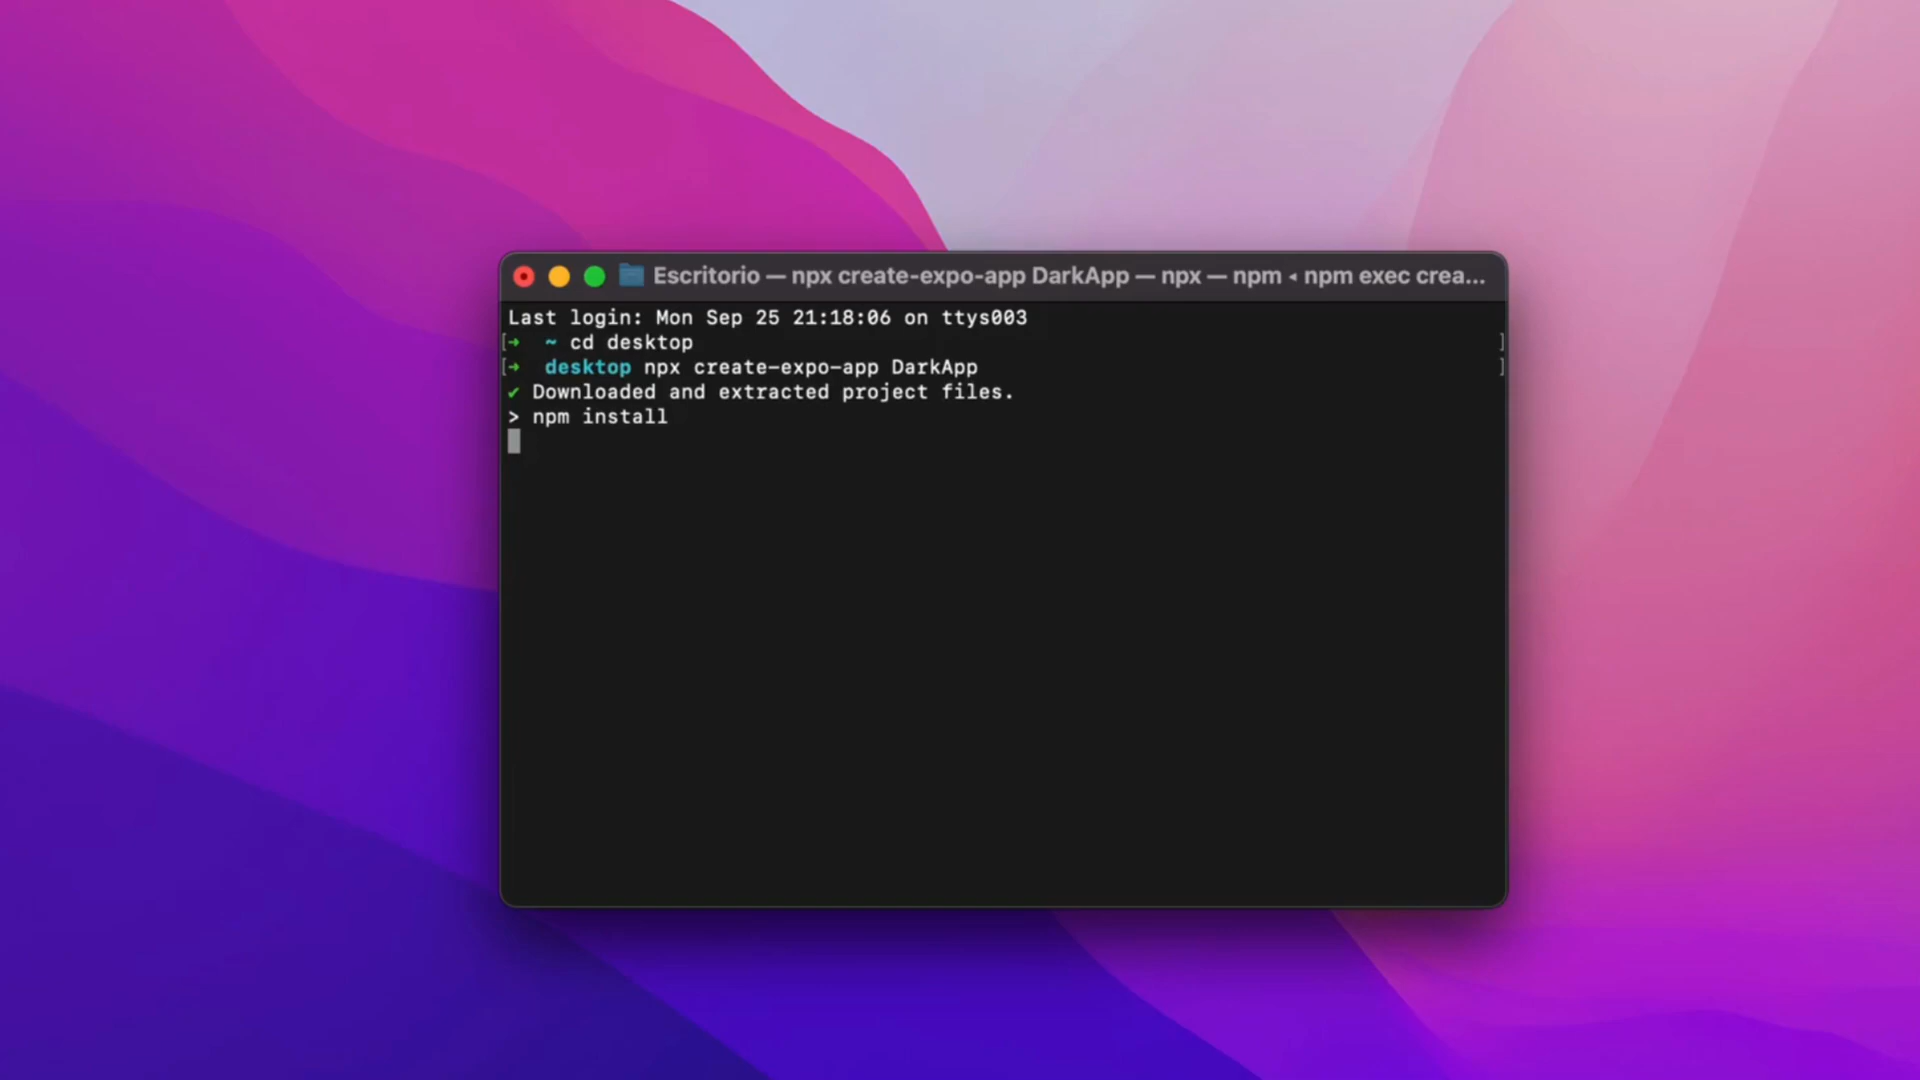 Escritorio — npx create-expo-app DarkApp — npx — npm ◂ npm exec crea...
Last login: Mon Sep 25 21:18:06 on ttys003
[➜  ~ cd desktop ]
[➜  desktop npx create-expo-app DarkApp ]
✔ Downloaded and extracted project files.
> npm install